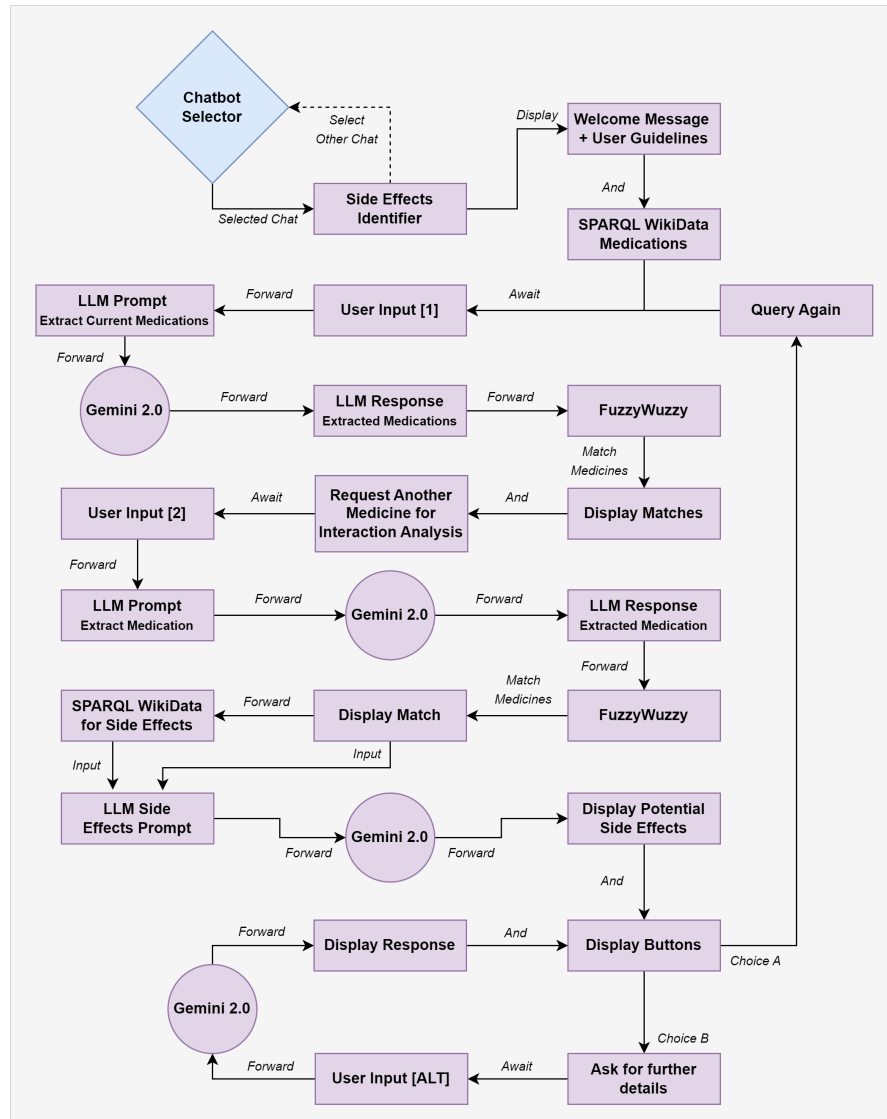 Chatbot
Selector
Select
Other Chat
Display
Welcome Message
+ User Guidelines
Selected Chat
Side Effects
Identifier
And
SPARQL WikiData
Medications
LLM Prompt
Extract Current Medications
Forward
User Input [1]
Await
Query Again
Forward
Gemini 2.0
Forward
LLM Response
Extracted Medications
Forward
FuzzyWuzzy
Match
Medicines
User Input [2]
Await
Request Another
Medicine for
Interaction Analysis
And
Display Matches
Forward
LLM Prompt
Extract Medication
Forward
Gemini 2.0
Forward
LLM Response
Extracted Medication
Forward
SPARQL WikiData
for Side Effects
Forward
Display Match
Match
Medicines
FuzzyWuzzy
Input
Input
LLM Side
Effects Prompt
Forward
Gemini 2.0
Forward
Display Potential
Side Effects
And
Forward
Display Response
And
Display Buttons
Choice A
Gemini 2.0
Choice B
Forward
User Input [ALT]
Await
Ask for further
details